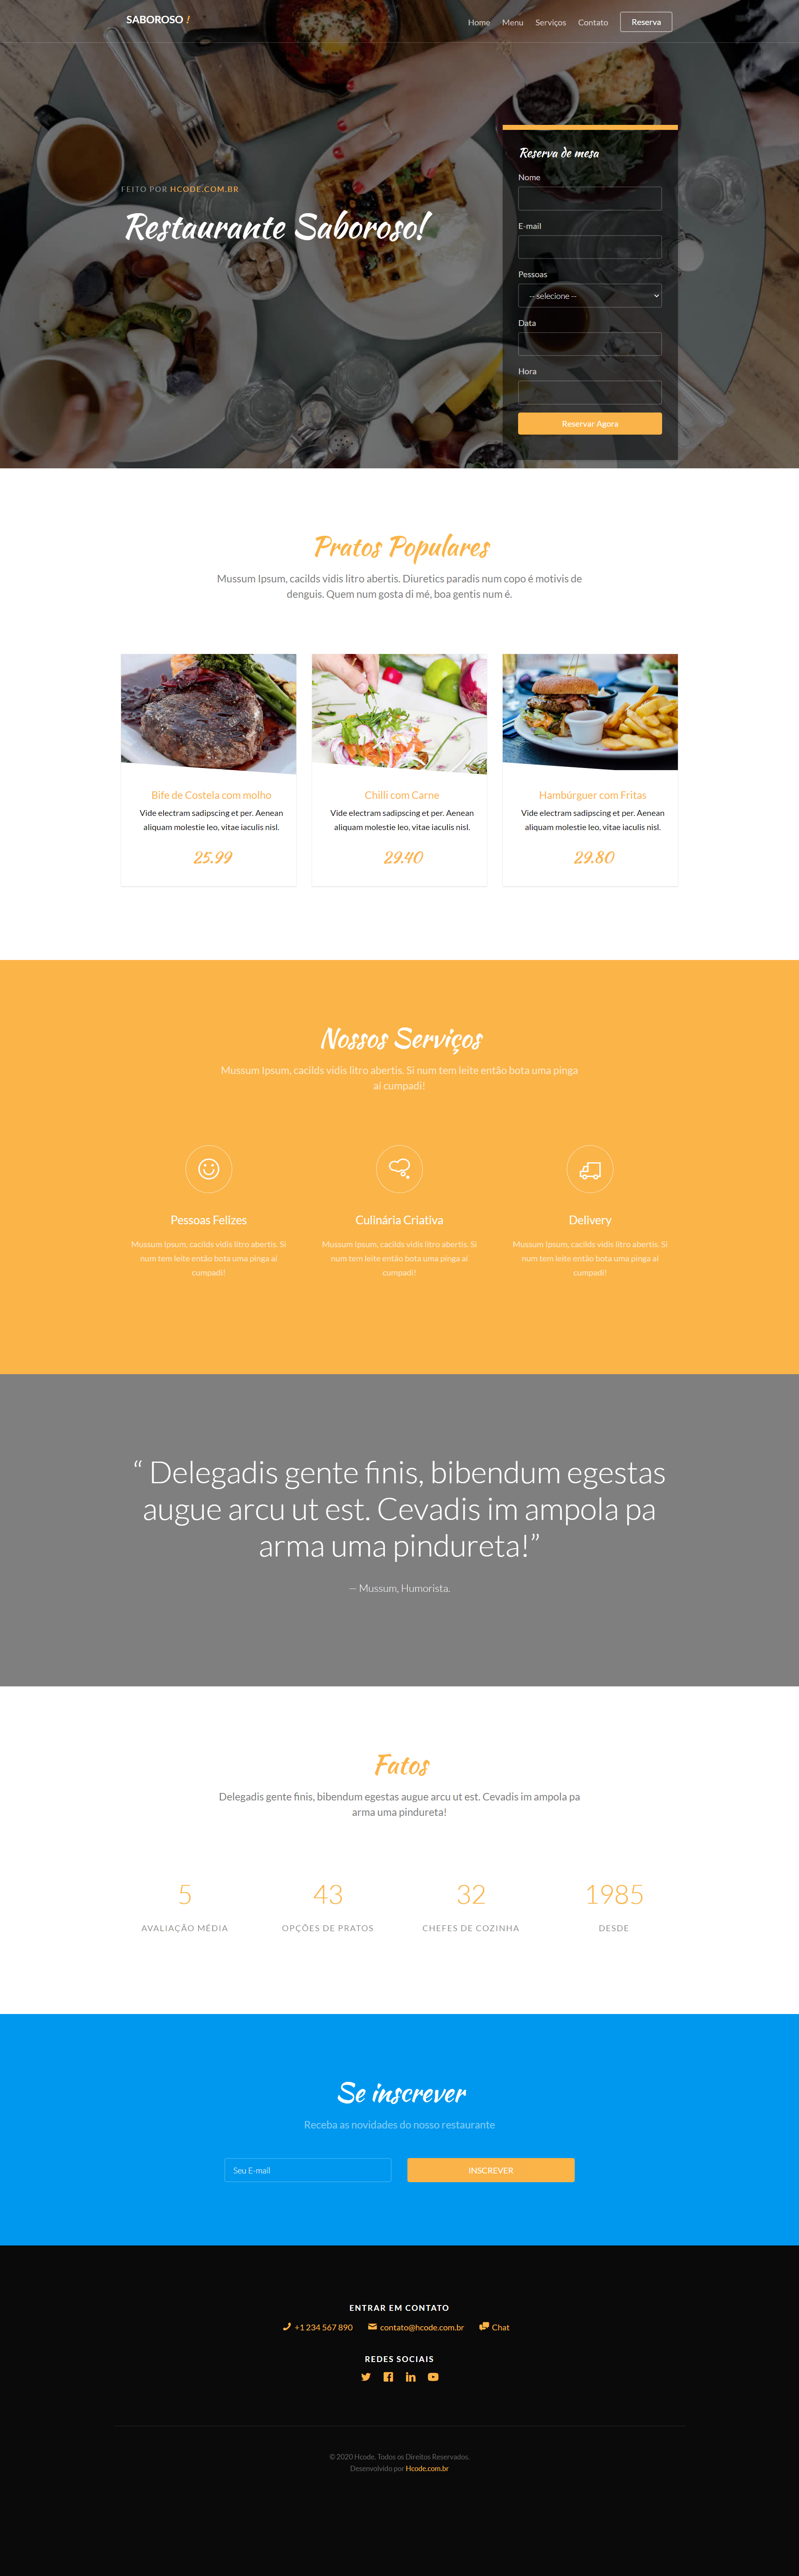 SABOROSO !
Home Menu Serviços Contato Reserva
FEITO POR HCODE.COM.BR
Restaurante Saboroso!
Reserva de mesa
Nome
E-mail
Pessoas
-- selecione --
Data
Hora
Reservar Agora
Pratos Populares
Mussum Ipsum, cacilds vidis litro abertis. Diuretics paradis num copo é motivis de
denguis. Quem num gosta di mé, boa gentis num é.
Bife de Costela com molho
Vide electram sadipscing et per. Aenean
aliquam molestie leo, vitae iaculis nisl.
25.99
Chilli com Carne
Vide electram sadipscing et per. Aenean
aliquam molestie leo, vitae iaculis nisl.
29.40
Hambúrguer com Fritas
Vide electram sadipscing et per. Aenean
aliquam molestie leo, vitae iaculis nisl.
29.80
Nossos Serviços
Mussum Ipsum, cacilds vidis litro abertis. Si num tem leite então bota uma pinga
aí cumpadi!
Pessoas Felizes
Mussum Ipsum, cacilds vidis litro abertis. Si
num tem leite então bota uma pinga aí
cumpadi!
Culinária Criativa
Mussum Ipsum, cacilds vidis litro abertis. Si
num tem leite então bota uma pinga aí
cumpadi!
Delivery
Mussum Ipsum, cacilds vidis litro abertis. Si
num tem leite então bota uma pinga aí
cumpadi!
“ Delegadis gente finis, bibendum egestas
augue arcu ut est. Cevadis im ampola pa
arma uma pindureta!”
— Mussum, Humorista.
Fatos
Delegadis gente finis, bibendum egestas augue arcu ut est. Cevadis im ampola pa
arma uma pindureta!
5
AVALIAÇÃO MÉDIA
43
OPÇÕES DE PRATOS
32
CHEFES DE COZINHA
1985
DESDE
Se inscrever
Receba as novidades do nosso restaurante
Seu E-mail
INSCREVER
ENTRAR EM CONTATO
+1 234 567 890 contato@hcode.com.br Chat
REDES SOCIAIS
© 2020 Hcode. Todos os Direitos Reservados.
Desenvolvido por Hcode.com.br